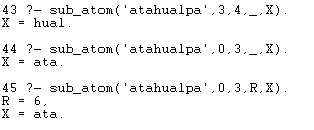 43 ?- sub_atom('atahualpa',3,4,_,X).
X = hual.
44 ?- sub_atom('atahualpa',0,3,_,X).
X = ata.
45 ?- sub_atom('atahualpa',0,3,R,X).
R = 6,
X = ata.